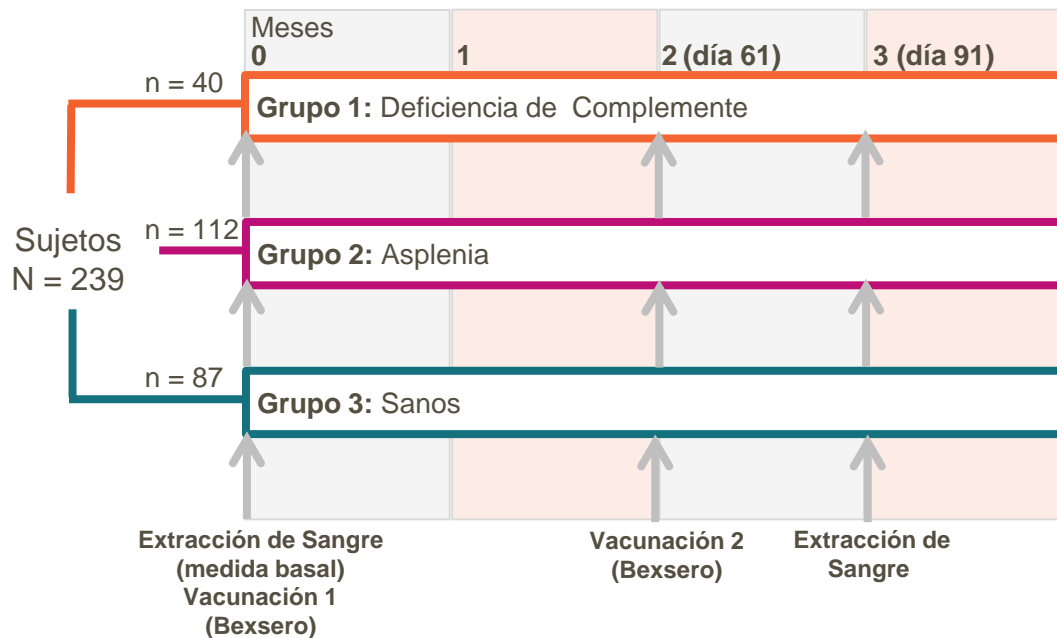 Meses
0 1 2 (día 61) 3 (día 91)
n = 40
Grupo 1: Deficiencia de Complemente
Sujetos
N = 239
n = 112
Grupo 2: Asplenia
n = 87
Grupo 3: Sanos
Extracción de Sangre
(medida basal)
Vacunación 1
(Bexsero)
Vacunación 2
(Bexsero)
Extracción de
Sangre